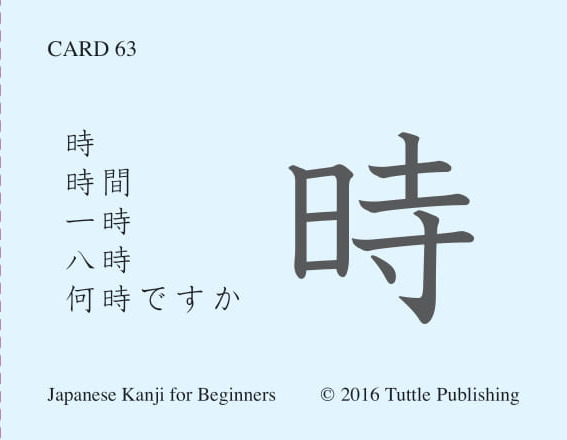 CARD 63
時
時間
一時
八時
何時ですか
時
Japanese Kanji for Beginners
© 2016 Tuttle Publishing